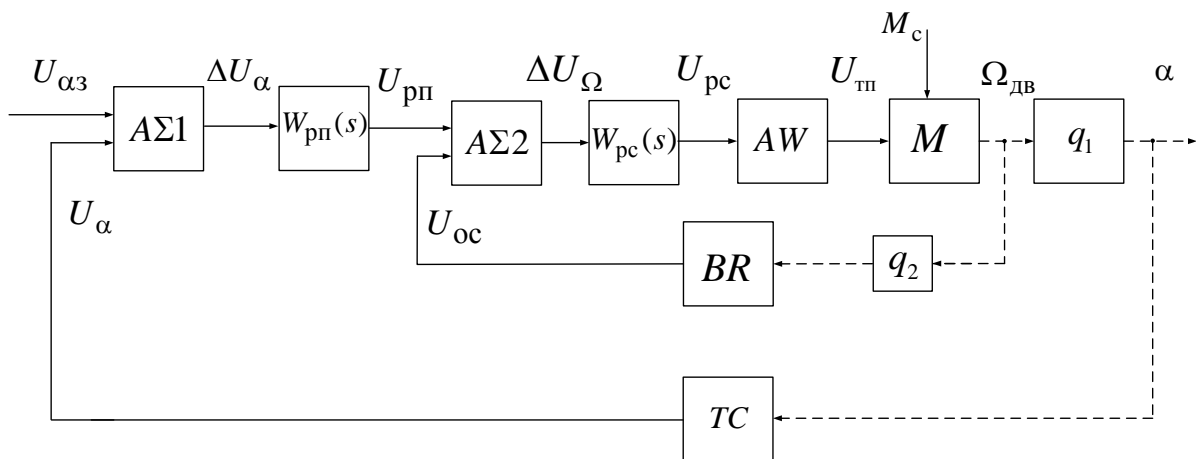 M_с
U_αз
ΔU_α
U_рп
ΔU_Ω
U_рс
U_тп
Ω_дв
α
AΣ1
W_рп(s)
AΣ2
W_рс(s)
AW
M
q_1
U_α
U_ос
BR
q_2
TC